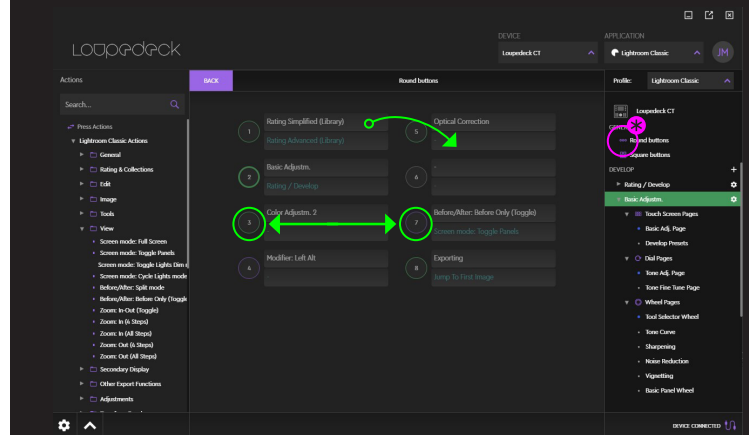 DEVICE
APPLICATION
Loupedeck
Loupedeck CT
Lightroom Classic
JM
Actions
BACK
Round buttons
Profile:
Lightroom Classic
Search...
Press Actions
Lightroom Classic Actions
General
Rating & Collections
Edit
Image
Tools
View
Screen mode: Full Screen
Screen mode: Toggle Panels
Screen mode: Toggle Lights Dim
Screen mode: Cycle Lights mode
Before/After: Split mode
Before/After: Before Only (Toggle
Zoom: In-Out (Toggle)
Zoom: In (4 Steps)
Zoom: In (All Steps)
Zoom: Out (4 Steps)
Zoom: Out (All Steps)
Secondary Display
Other Export Functions
Adjustments
1
Rating Simplified (Library)
Rating Advanced (Library)
2
Basic Adjustm.
Rating / Develop
3
Color Adjustm. 2
-
4
Modifier: Left Alt
-
5
Optical Correction
-
6
-
-
7
Before/After: Before Only (Toggle)
Screen mode: Toggle Panels
8
Exporting
Jump To First Image
Loupedeck CT
Round buttons
Square buttons
DEVELOP
+
Rating / Develop
Basic Adjustm.
Touch Screen Pages
Basic Adj. Page
Develop Presets
Dial Pages
Tone Adj. Page
Tone Fine Tune Page
Wheel Pages
Tool Selector Wheel
Tone Curve
Sharpening
Noise Reduction
Vignetting
Basic Panel Wheel
DEVICE CONNECTED